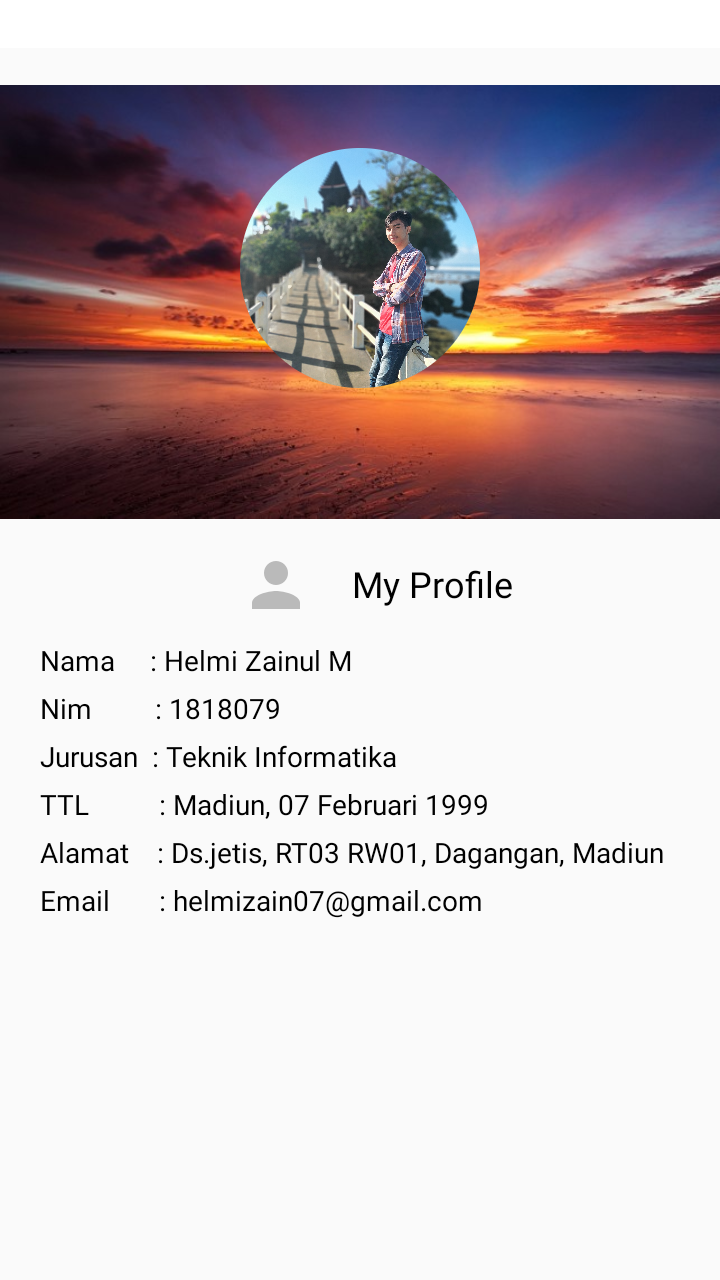 My Profile
Nama : Helmi Zainul M
Nim : 1818079
Jurusan : Teknik Informatika
TTL : Madiun, 07 Februari 1999
Alamat : Ds.jetis, RT03 RW01, Dagangan, Madiun
Email : helmizain07@gmail.com